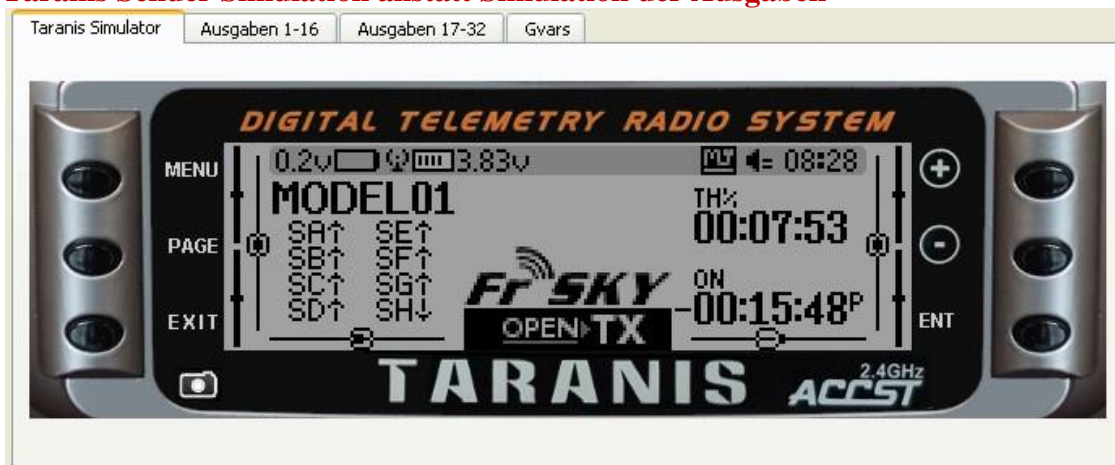 Taranis Sender Simulation anstatt Simulation der Ausgaben
Taranis Simulator Ausgaben 1-16 Ausgaben 17-32 Gvars
DIGITAL TELEMETRY RADIO SYSTEM
MENU
PAGE
EXIT
0.2v 3.83v 08:28
MODEL01
SA↑ SE↑
SB↑ SF↑
SC↑ SG↑
SD↑ SH↓
FrSKY
OPEN TX
TH%
00:07:53
ON
-00:15:48P
+
-
ENT
TARANIS
ACCST 2.4GHz